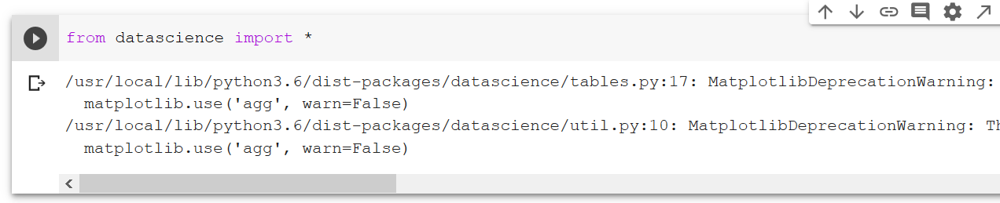 from datascience import *
/usr/local/lib/python3.6/dist-packages/datascience/tables.py:17: MatplotlibDeprecationWarning:
matplotlib.use('agg', warn=False)
/usr/local/lib/python3.6/dist-packages/datascience/util.py:10: MatplotlibDeprecationWarning: Th
matplotlib.use('agg', warn=False)